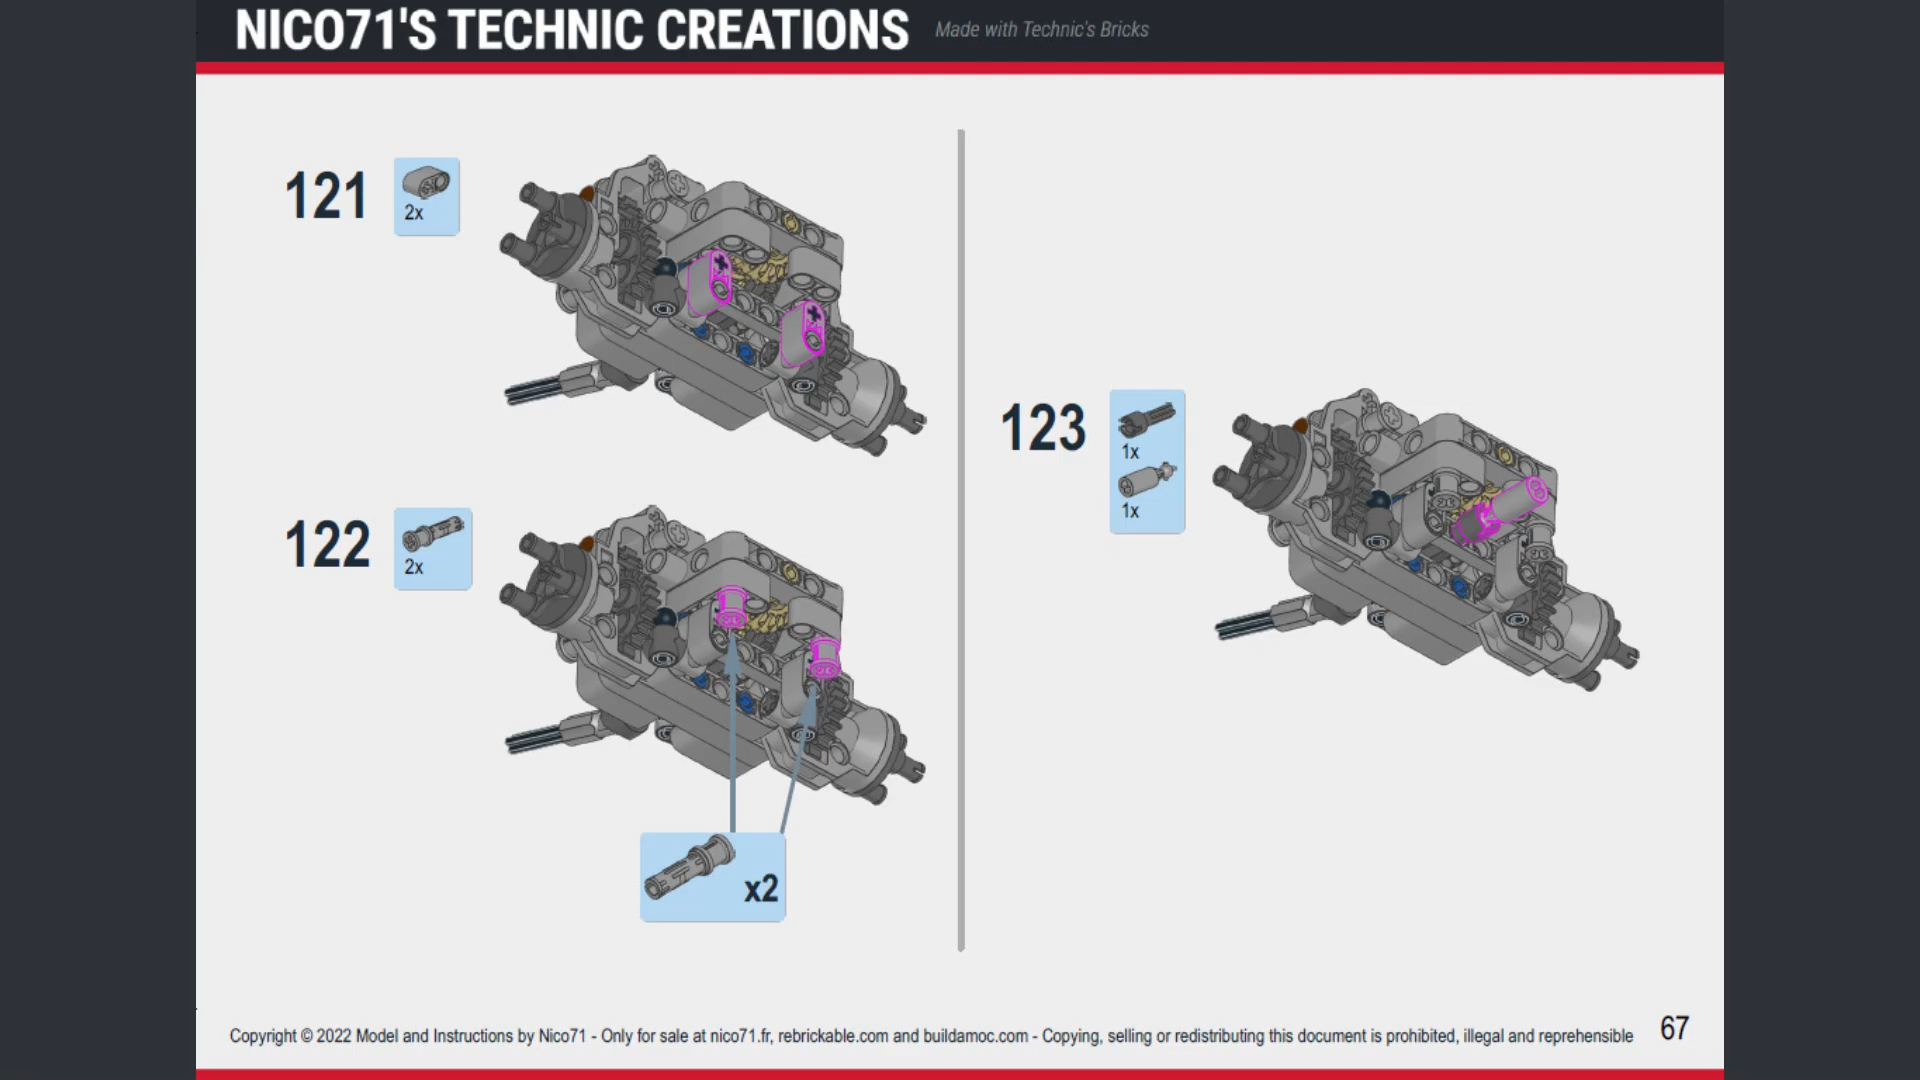 NICO71'S TECHNIC CREATIONS
Made with Technic's Bricks
121
2x
122
2x
x2
123
1x
1x
Copyright © 2022 Model and Instructions by Nico71 - Only for sale at nico71.fr, rebrickable.com and buildamoc.com - Copying, selling or redistributing this document is prohibited, illegal and reprehensible
67